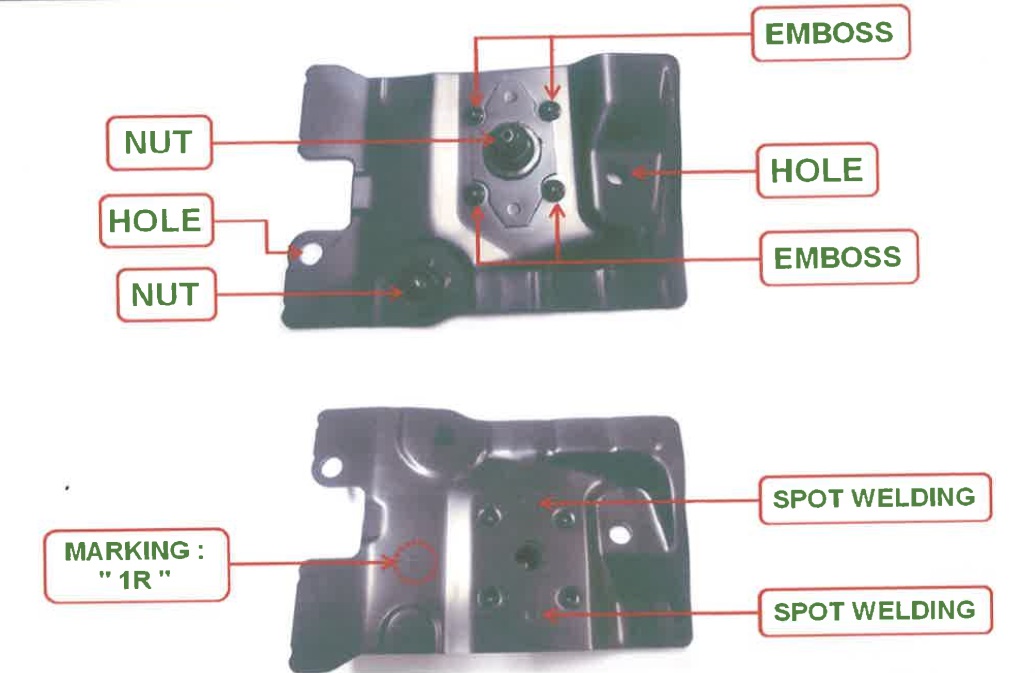 EMBOSS
NUT
HOLE
HOLE
EMBOSS
NUT
SPOT WELDING
MARKING :
" 1R "
SPOT WELDING